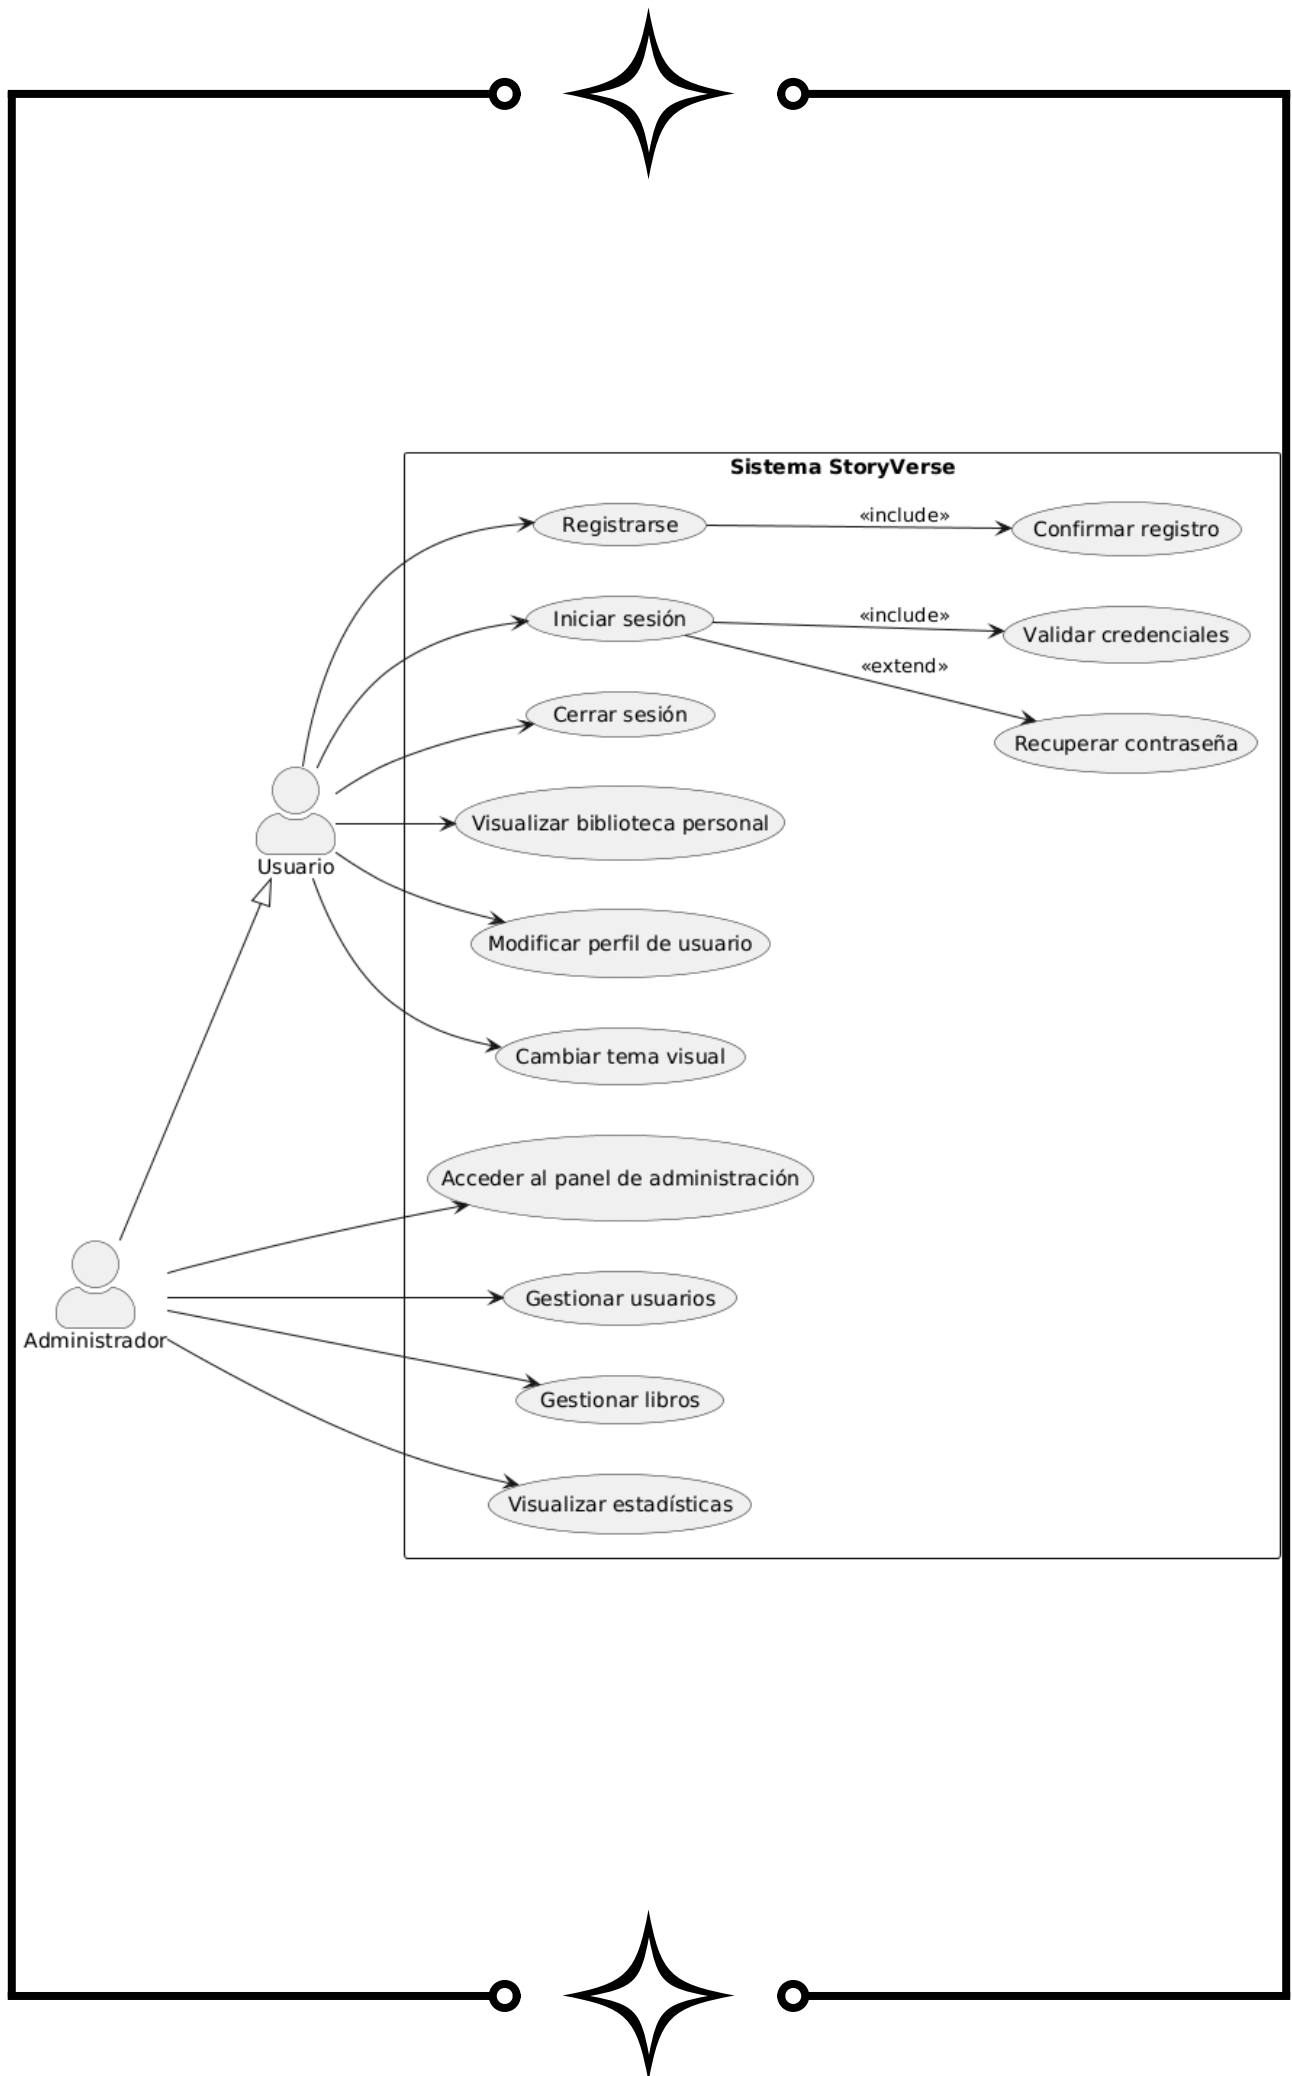 Sistema StoryVerse
Registrarse
«include»
Confirmar registro
Iniciar sesión
«include»
Validar credenciales
«extend»
Recuperar contraseña
Cerrar sesión
Visualizar biblioteca personal
Usuario
Modificar perfil de usuario
Cambiar tema visual
Acceder al panel de administración
Gestionar usuarios
Administrador
Gestionar libros
Visualizar estadísticas